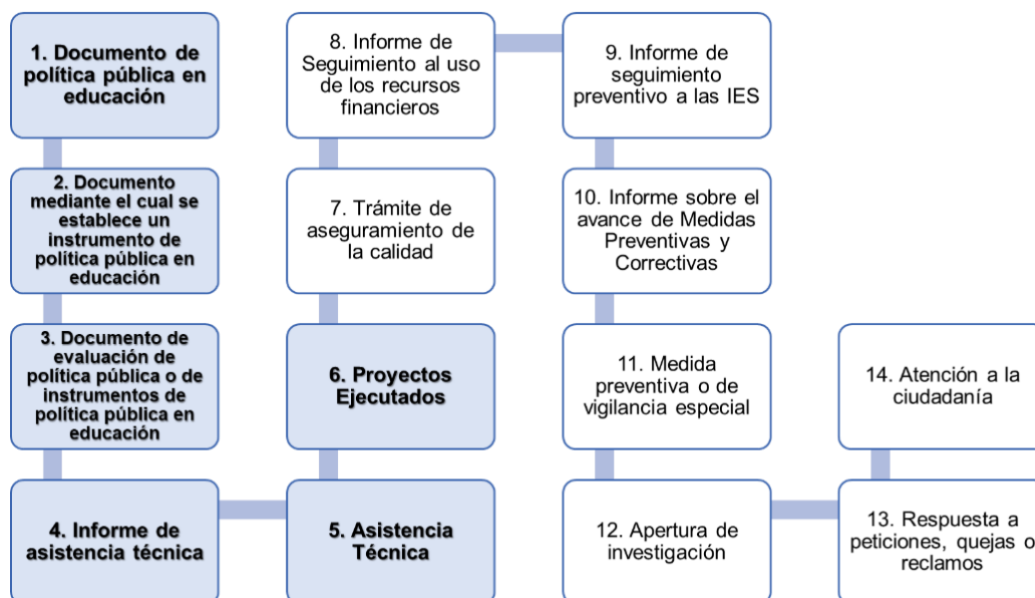 1. Documento de
política pública en
educación
2. Documento
mediante el cual se
establece un
instrumento de
política pública en
educación
3. Documento de
evaluación de
política pública o de
instrumentos de
política pública en
educación
4. Informe de
asistencia técnica
5. Asistencia
Técnica
6. Proyectos
Ejecutados
7. Trámite de
aseguramiento de
la calidad
8. Informe de
Seguimiento al uso
de los recursos
financieros
9. Informe de
seguimiento
preventivo a las IES
10. Informe sobre el
avance de Medidas
Preventivas y
Correctivas
11. Medida
preventiva o de
vigilancia especial
12. Apertura de
investigación
13. Respuesta a
peticiones, quejas o
reclamos
14. Atención a la
ciudadanía